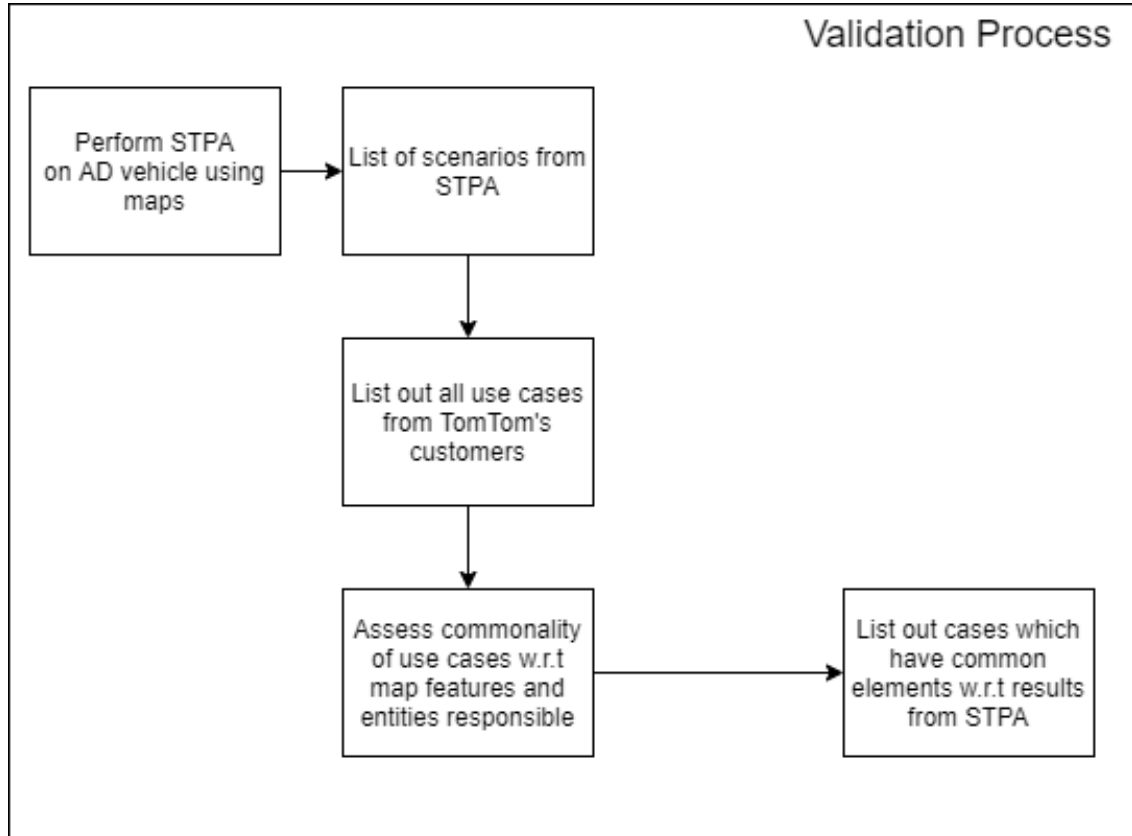 Validation Process
Perform STPA
on AD vehicle using
maps
List of scenarios from
STPA
List out all use cases
from TomTom's
customers
Assess commonality
of use cases w.r.t
map features and
entities responsible
List out cases which
have common
elements w.r.t results
from STPA